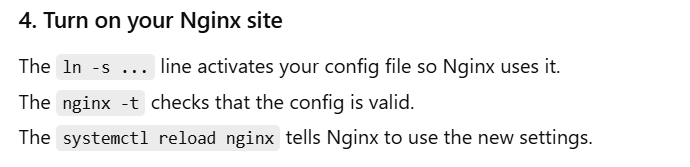 4. Turn on your Nginx site
The ln -s ... line activates your config file so Nginx uses it.
The nginx -t checks that the config is valid.
The systemctl reload nginx tells Nginx to use the new settings.